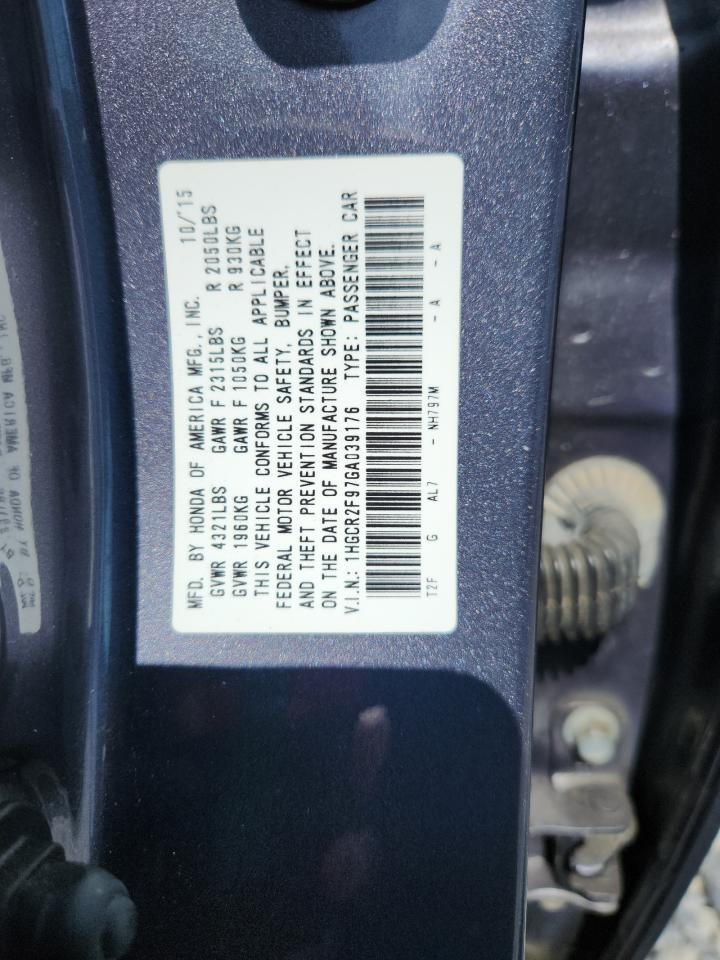 MFD. BY HONDA OF AMERICA MFG., INC. 10/'15
GVWR 4321LBS GAWR F 2315LBS R 2050LBS
GVWR 1960KG GAWR F 1050KG R 930KG
THIS VEHICLE CONFORMS TO ALL APPLICABLE
FEDERAL MOTOR VEHICLE SAFETY, BUMPER,
AND THEFT PREVENTION STANDARDS IN EFFECT
ON THE DATE OF MANUFACTURE SHOWN ABOVE.
V.I.N.: 1HGCR2F97GA039176 TYPE: PASSENGER CAR
T2F G AL7 - NH797M - A - A